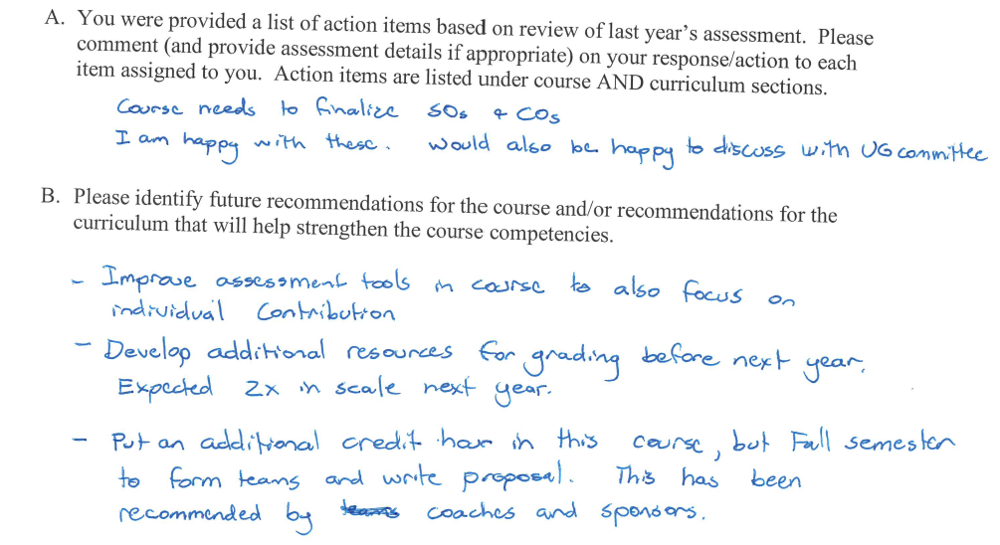 A. You were provided a list of action items based on review of last year's assessment. Please
comment (and provide assessment details if appropriate) on your response/action to each
item assigned to you. Action items are listed under course AND curriculum sections.
Course needs to finalize SOs & COs
I am happy with these. would also be happy to discuss with UG committee
B. Please identify future recommendations for the course and/or recommendations for the
curriculum that will help strengthen the course competencies.
- Improve assessment tools in course to also focus on
individual contribution
- Develop additional resources for grading before next year.
Expected 2x in scale next year.
- Put an additional credit hour in this course, but Fall semester
to form teams and write proposal. This has been
recommended by coaches and sponsors.